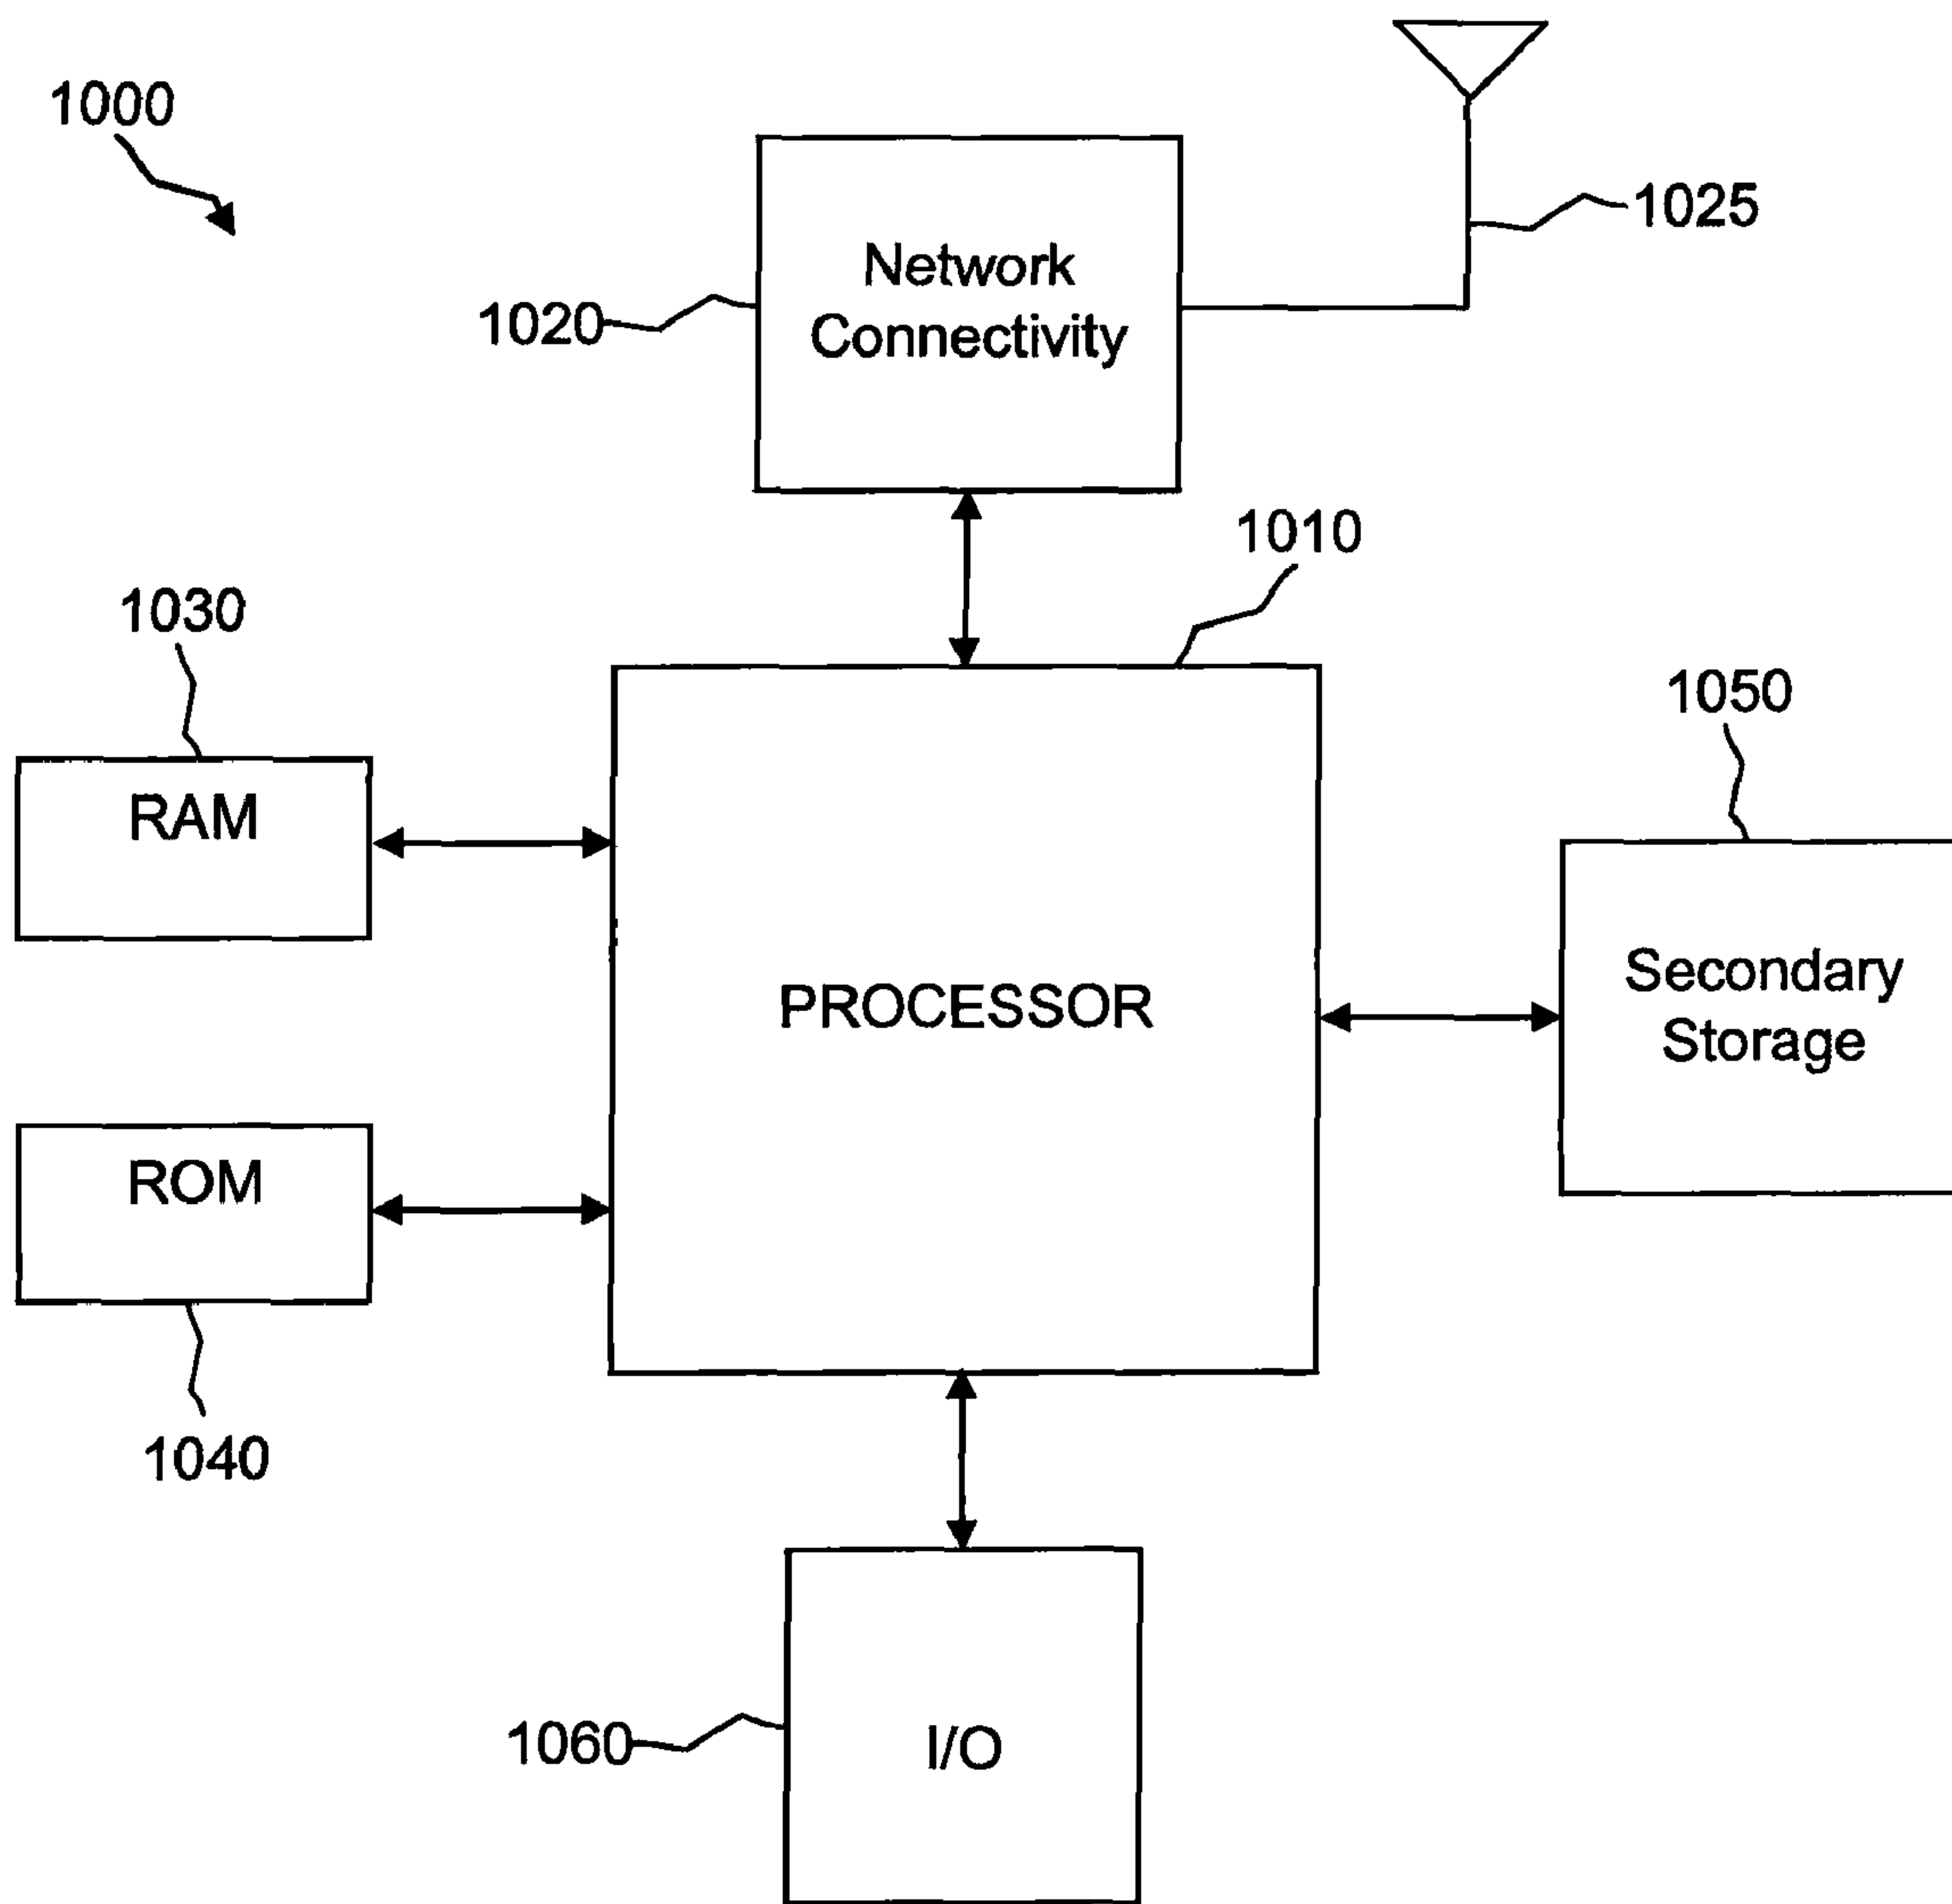 1000
1025
Network
Connectivity
1020
1010
1030
1050
RAM
Secondary
Storage
PROCESSOR
ROM
1040
1060
I/O